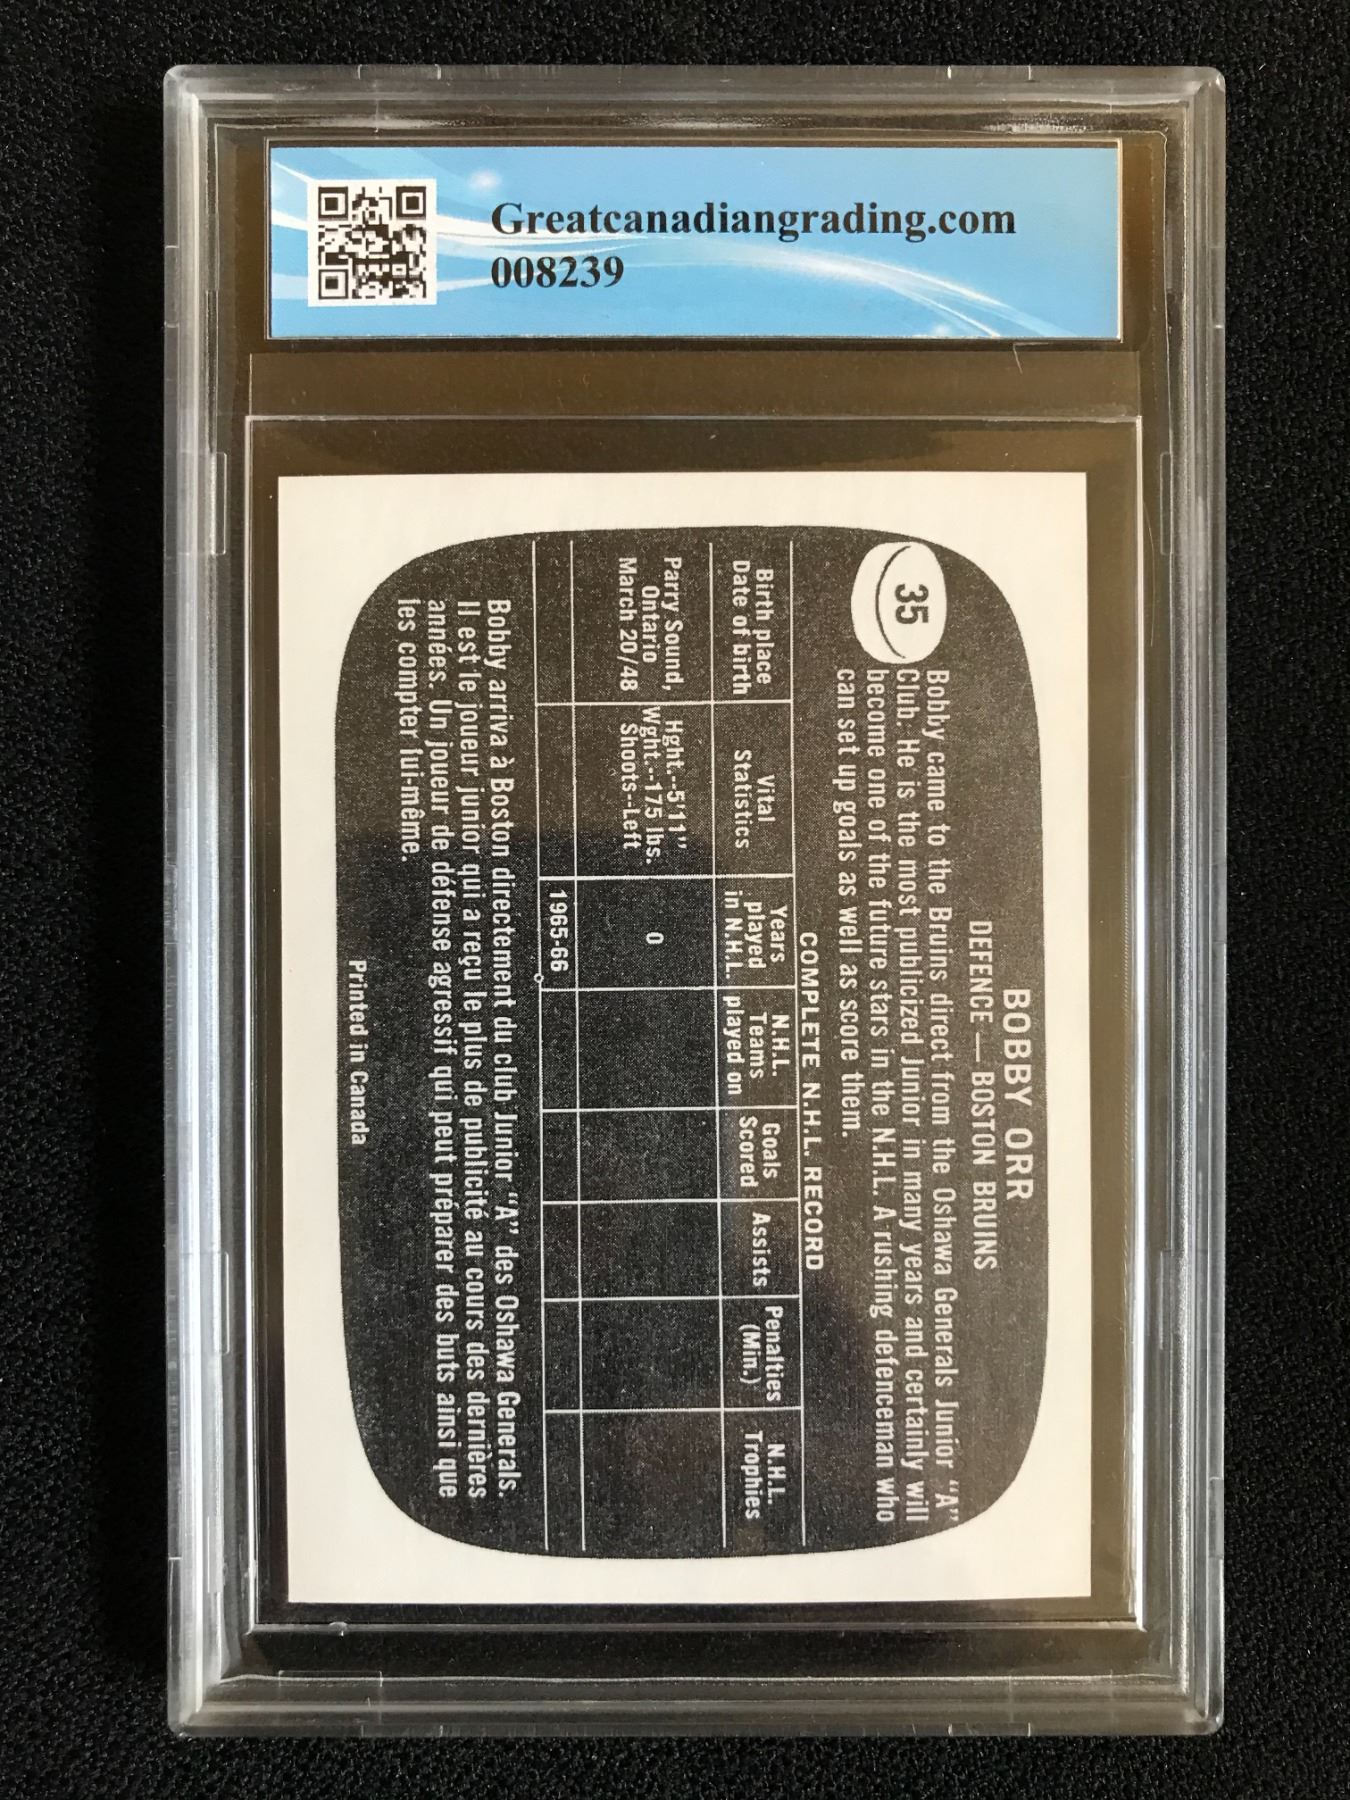 Greatcanadiangrading.com
008239
BOBBY ORR
DEFENCE — BOSTON BRUINS
35
Bobby came to the Bruins direct from the Oshawa Generals Junior "A"
Club. He is the most publicized Junior in many years and certainly will
become one of the future stars in the N.H.L. A rushing defenceman who
can set up goals as well as score them.
COMPLETE N.H.L. RECORD
Birth place
Date of birth
Vital
Statistics
Years
played
in N.H.L.
N.H.L.
Teams
played on
Goals
Scored
Assists
Penalties
(Min.)
N.H.L.
Trophies
Parry Sound,
Ontario
March 20/48
Hght.--5'11"
Wght.--175 lbs.
Shoots--Left
0
1965-66
Bobby arriva à Boston directement du club Junior "A" des Oshawa Generals.
Il est le joueur junior qui a reçu le plus de publicité au cours des dernières
années. Un joueur de défense agressif qui peut préparer des buts ainsi que
les compter lui-même.
Printed in Canada